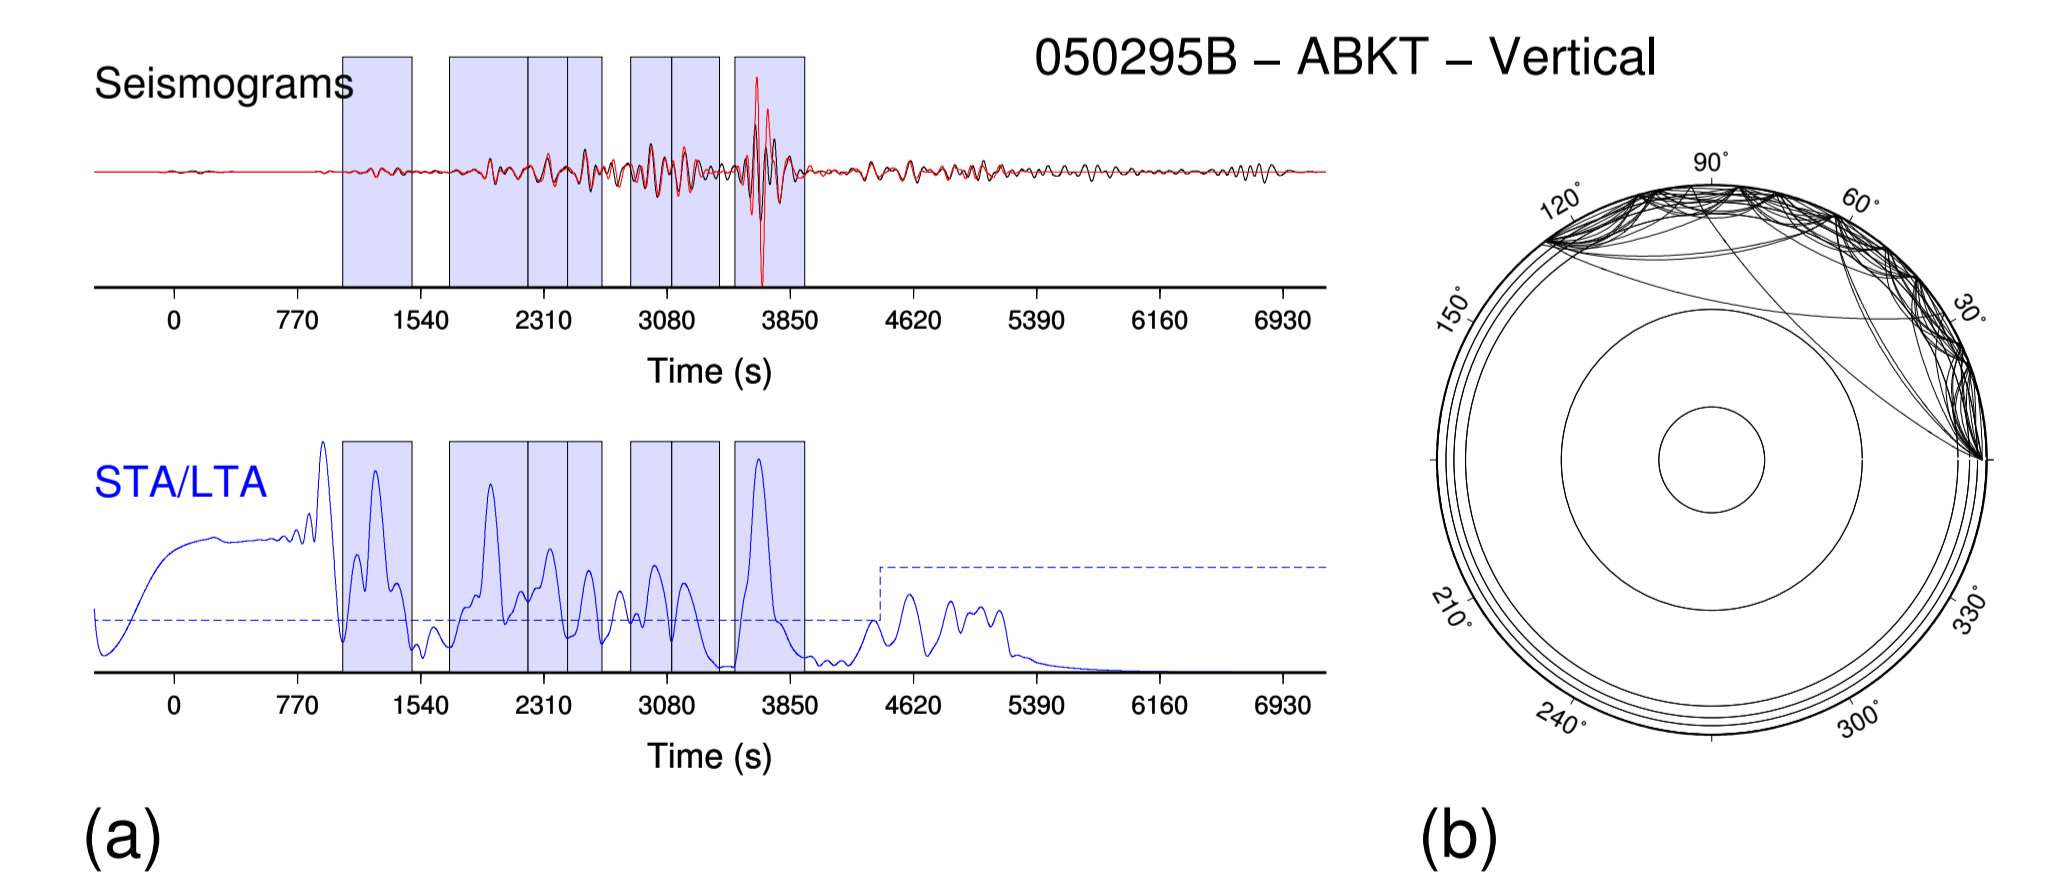 050295B – ABKT – Vertical
Seismograms
0 770 1540 2310 3080 3850 4620 5390 6160 6930
Time (s)
STA/LTA
0 770 1540 2310 3080 3850 4620 5390 6160 6930
Time (s)
(a)
90°
120° 60°
150° 30°
210° 330°
240° 300°
(b)